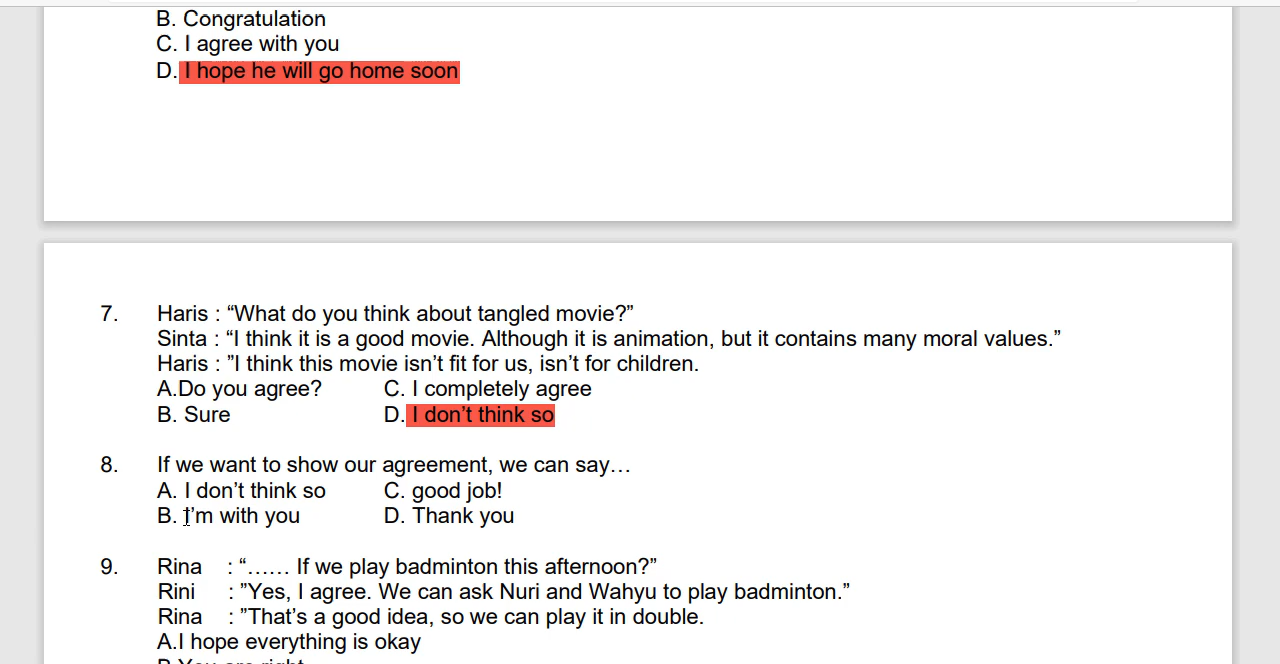 B. Congratulation
C. I agree with you
D. I hope he will go home soon
7. Haris : “What do you think about tangled movie?”
Sinta : “I think it is a good movie. Although it is animation, but it contains many moral values.”
Haris : ”I think this movie isn’t fit for us, isn’t for children.
A.Do you agree? C. I completely agree
B. Sure D. I don’t think so
8. If we want to show our agreement, we can say…
A. I don’t think so C. good job!
B. I’m with you D. Thank you
9. Rina : “…… If we play badminton this afternoon?”
Rini : ”Yes, I agree. We can ask Nuri and Wahyu to play badminton.”
Rina : ”That’s a good idea, so we can play it in double.
A.I hope everything is okay
B.You are right